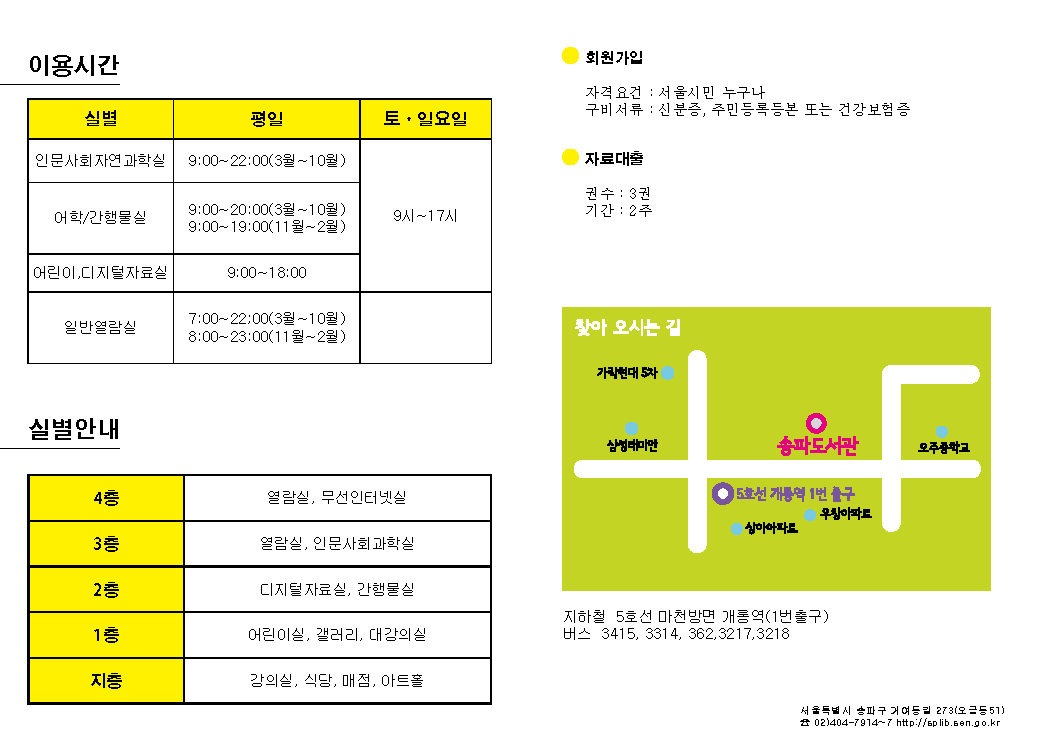 이용시간
실별 평일 토·일요일
인문사회자연과학실 9:00~22:00(3월~10월)
어학/간행물실 9:00~20:00(3월~10월)
9:00~19:00(11월~2월)
9시~17시
어린이,디지털자료실 9:00~18:00
일반열람실 7:00~22;00(3월~10월)
8:00~23:00(11월~2월)
실별안내
4층 열람실, 무선인터넷실
3층 열람실, 인문사회과학실
2층 디지털자료실, 간행물실
1층 어린이실, 갤러리, 대강의실
지층 강의실, 식당, 매점, 아트홀
회원가입
자격요건 : 서울시민 누구나
구비서류 : 신분증, 주민등록등본 또는 건강보험증
자료대출
권수 : 3권
기간 : 2주
찾아 오시는 길
가락현대 5차
삼성래미안
송파도서관
오주중학교
5호선 개롱역 1번 출구
우창아파트
상아아파트
지하철 5호선 마천방면 개롱역(1번출구)
버스 3415, 3314, 362,3217,3218
서울특별시 송파구 거여동길 273(오금동51)
☎ 02)404-7914~7 http://splib.sen.go.kr